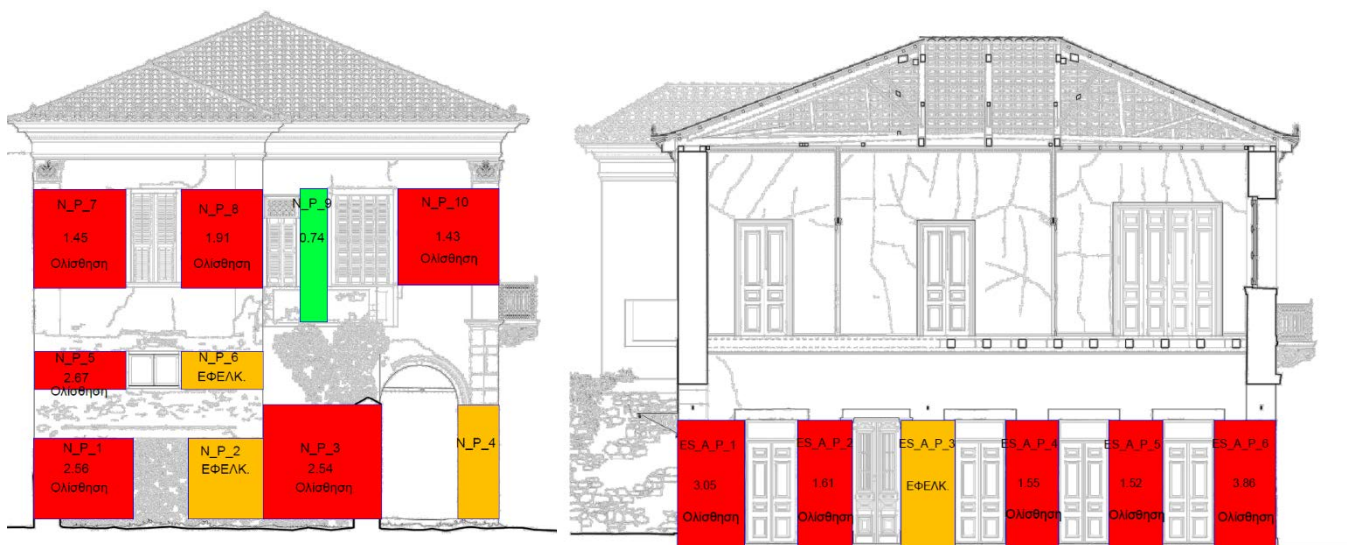 N_P_7
1.45
Ολίσθηση
N_P_8
1.91
Ολίσθηση
N_P_9
0.74
N_P_10
1.43
Ολίσθηση
N_P_5
2.67
Ολίσθηση
N_P_6
ΕΦΕΛΚ.
N_P_1
2.56
Ολίσθηση
N_P_2
ΕΦΕΛΚ.
N_P_3
2.54
Ολίσθηση
N_P_4
ES_A_P_1
3.05
Ολίσθηση
ES_A_P_2
1.61
Ολίσθηση
ES_A_P_3
ΕΦΕΛΚ.
ES_A_P_4
1.55
Ολίσθηση
ES_A_P_5
1.52
Ολίσθηση
ES_A_P_6
3.86
Ολίσθηση